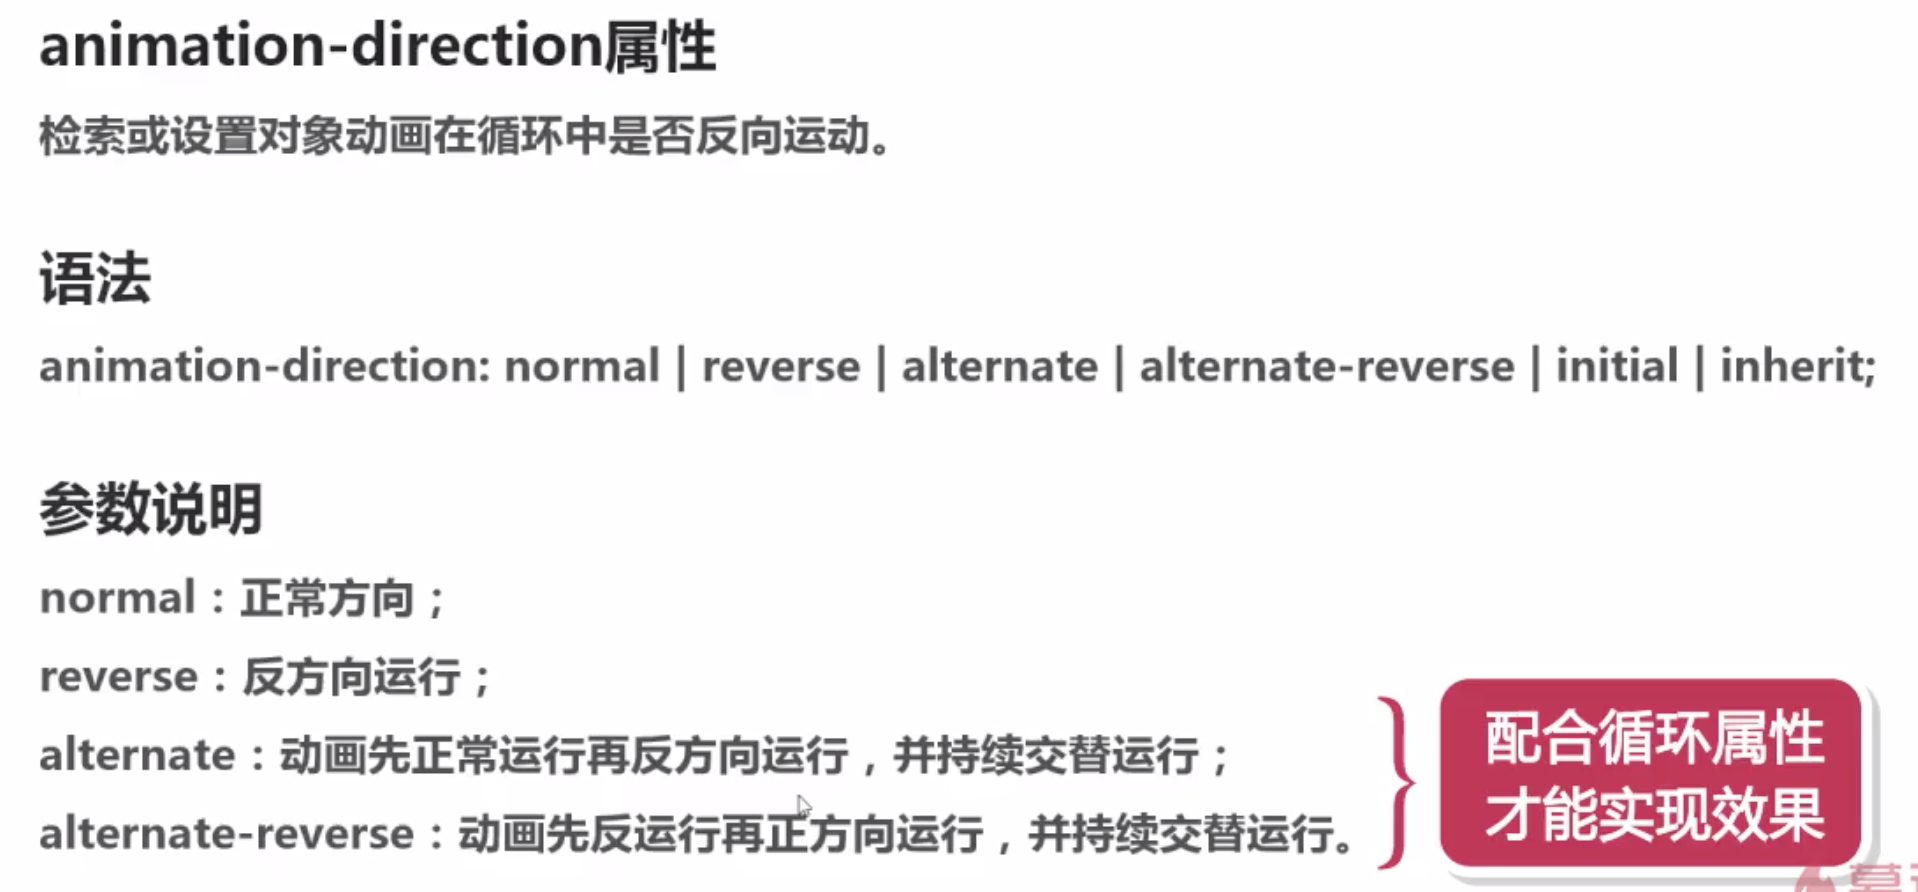 animation-direction属性
检索或设置对象动画在循环中是否反向运动。
语法
animation-direction: normal | reverse | alternate | alternate-reverse | initial | inherit;
参数说明
normal：正常方向；
reverse：反方向运行；
alternate：动画先正常运行再反方向运行，并持续交替运行；
alternate-reverse：动画先反运行再正方向运行，并持续交替运行。
配合循环属性
才能实现效果